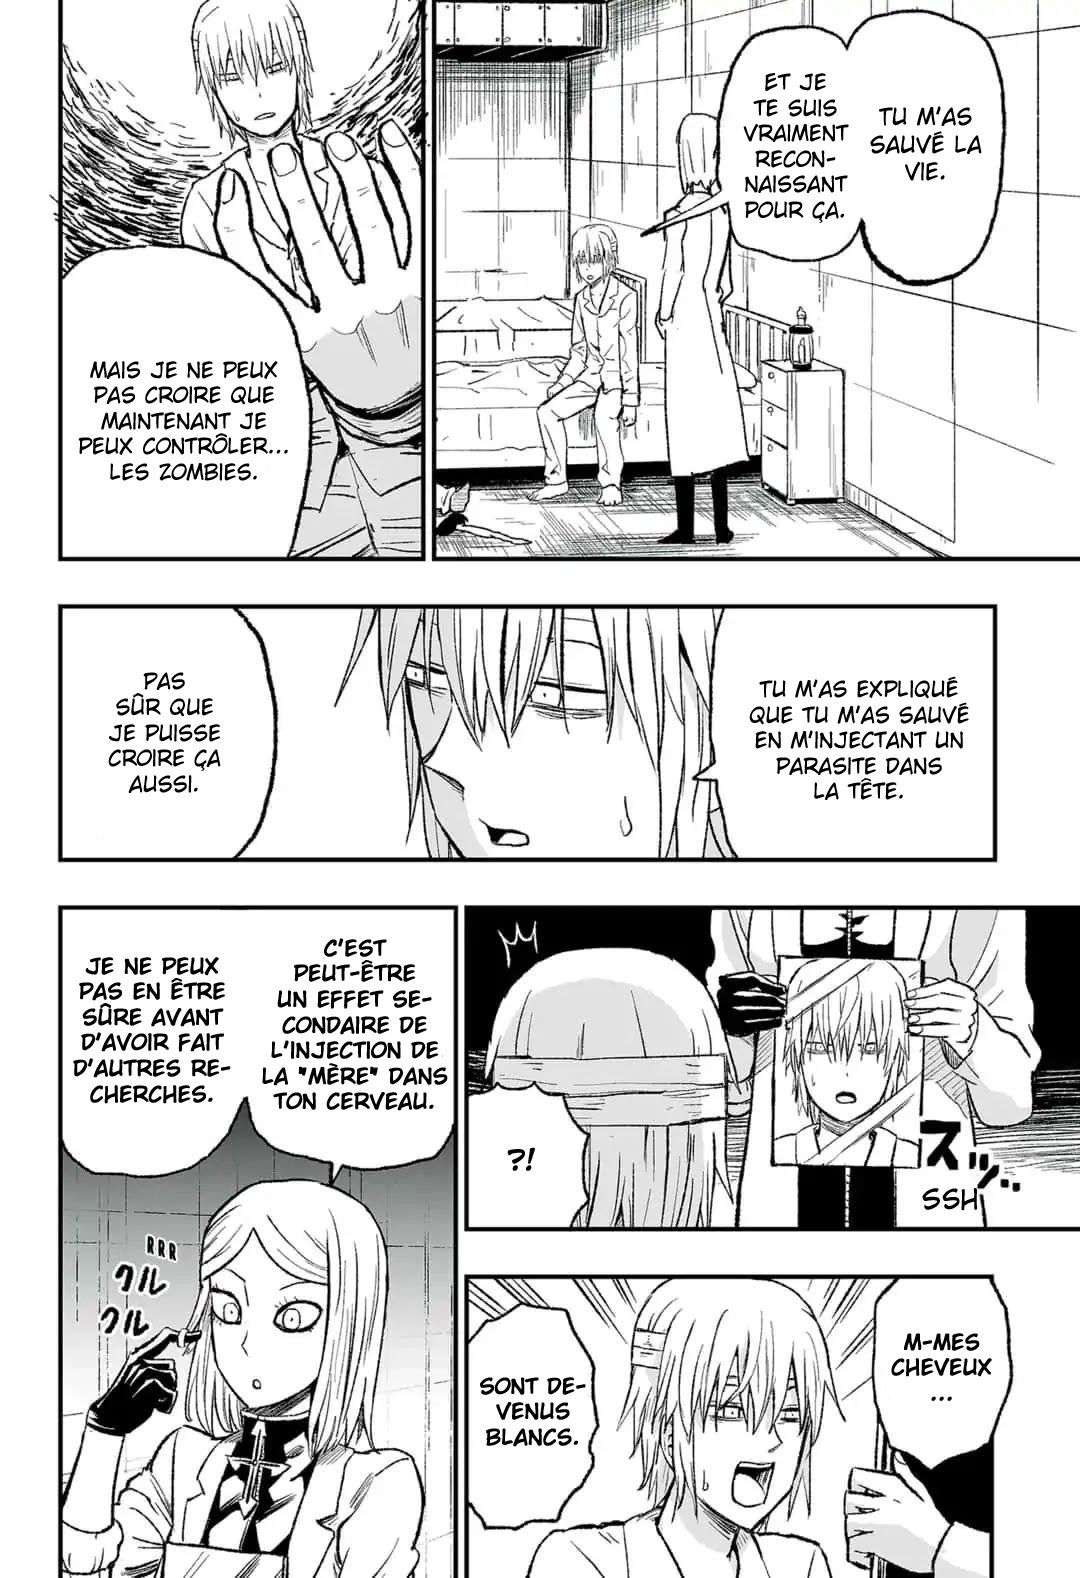 TU M'AS
SAUVÉ LA
VIE.
ET JE
TE SUIS
VRAIMENT
RECON-
NAISSANT
POUR ÇA.
MAIS JE NE PEUX
PAS CROIRE QUE
MAINTENANT JE
PEUX CONTRÔLER...
LES ZOMBIES.
TU M'AS EXPLIQUÉ
QUE TU M'AS SAUVÉ
EN M'INJECTANT UN
PARASITE DANS
LA TÊTE.
PAS
SÛR QUE
JE PUISSE
CROIRE ÇA
AUSSI.
?!
スッ
SSH
M-MES
CHEVEUX
...
SONT DE-
VENUS
BLANCS.
C'EST
PEUT-ÊTRE
UN EFFET SE-
CONDAIRE DE
L'INJECTION DE
LA "MÈRE" DANS
TON CERVEAU.
JE NE PEUX
PAS EN ÊTRE
SÛRE AVANT
D'AVOIR FAIT
D'AUTRES RE-
CHERCHES.
RRR
クル
クル